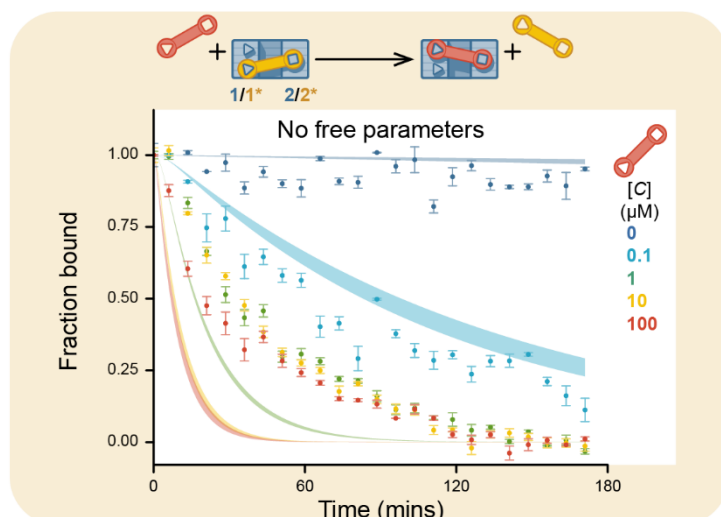 +
+
1/1* 2/2*
No free parameters
[C]
(μM)
0
0.1
1
10
100
1.00
0.75
0.50
0.25
0.00
Fraction bound
0 60 120 180
Time (mins)